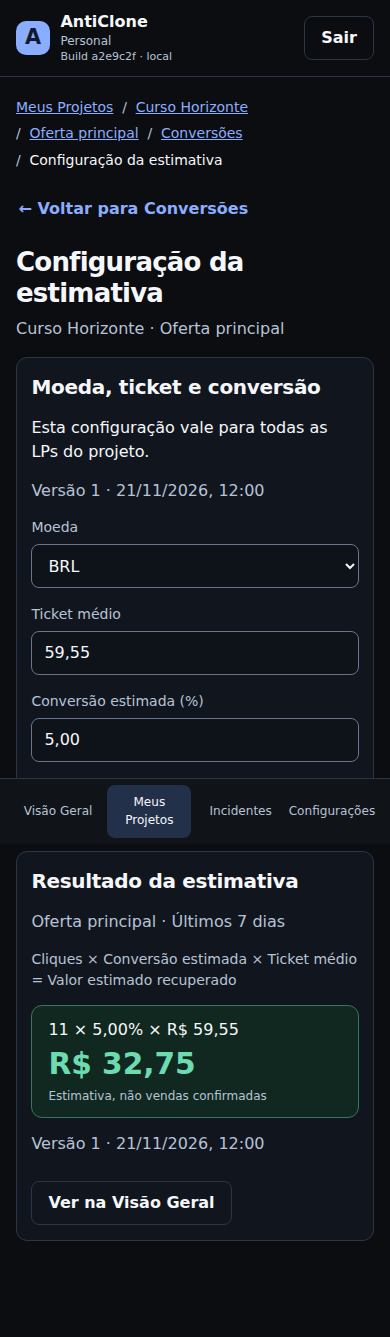 A
AntiClone
Personal
Build a2e9c2f · local
Sair
Meus Projetos / Curso Horizonte
/ Oferta principal / Conversões
/ Configuração da estimativa
← Voltar para Conversões
Configuração da
estimativa
Curso Horizonte · Oferta principal
Moeda, ticket e conversão
Esta configuração vale para todas as
LPs do projeto.
Versão 1 · 21/11/2026, 12:00
Moeda
BRL
Ticket médio
59,55
Conversão estimada (%)
5,00
Visão Geral
Meus
Projetos
Incidentes
Configurações
Resultado da estimativa
Oferta principal · Últimos 7 dias
Cliques × Conversão estimada × Ticket médio
= Valor estimado recuperado
11 × 5,00% × R$ 59,55
R$ 32,75
Estimativa, não vendas confirmadas
Versão 1 · 21/11/2026, 12:00
Ver na Visão Geral